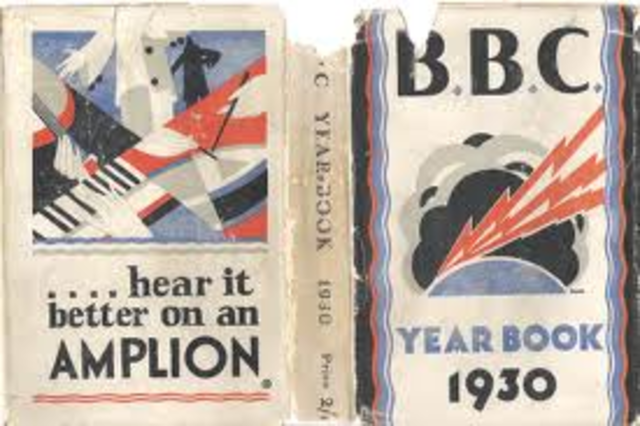 .... hear it
better on an
AMPLION.
C YEAR-BOOK 1930 Price 2/
B.B.C.
YEAR BOOK
1930